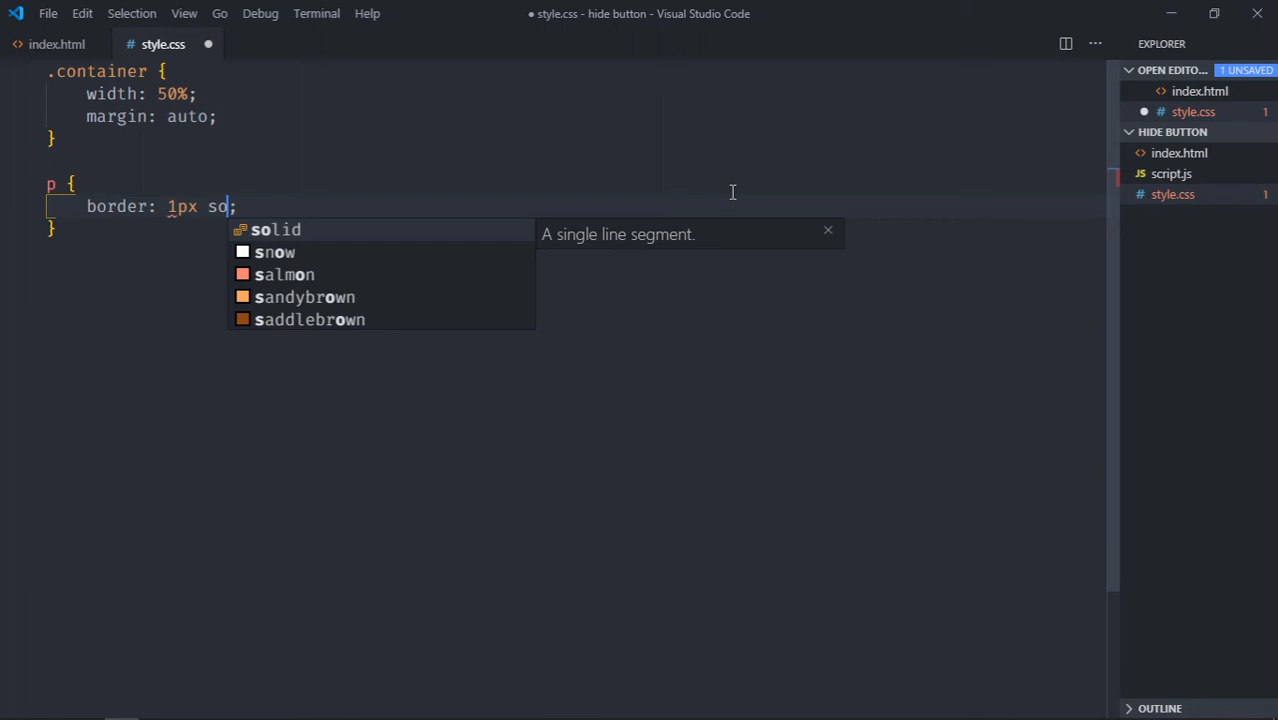 File Edit Selection View Go Debug Terminal Help ● style.css - hide button - Visual Studio Code
<> index.html # style.css ● ··· EXPLORER
.container {
width: 50%;
margin: auto;
}
p {
border: 1px so;
}
solid
snow
salmon
sandybrown
saddlebrown
A single line segment. ×
OPEN EDITO... 1 UNSAVED
<> index.html
● # style.css 1
HIDE BUTTON
<> index.html
JS script.js
# style.css 1
OUTLINE